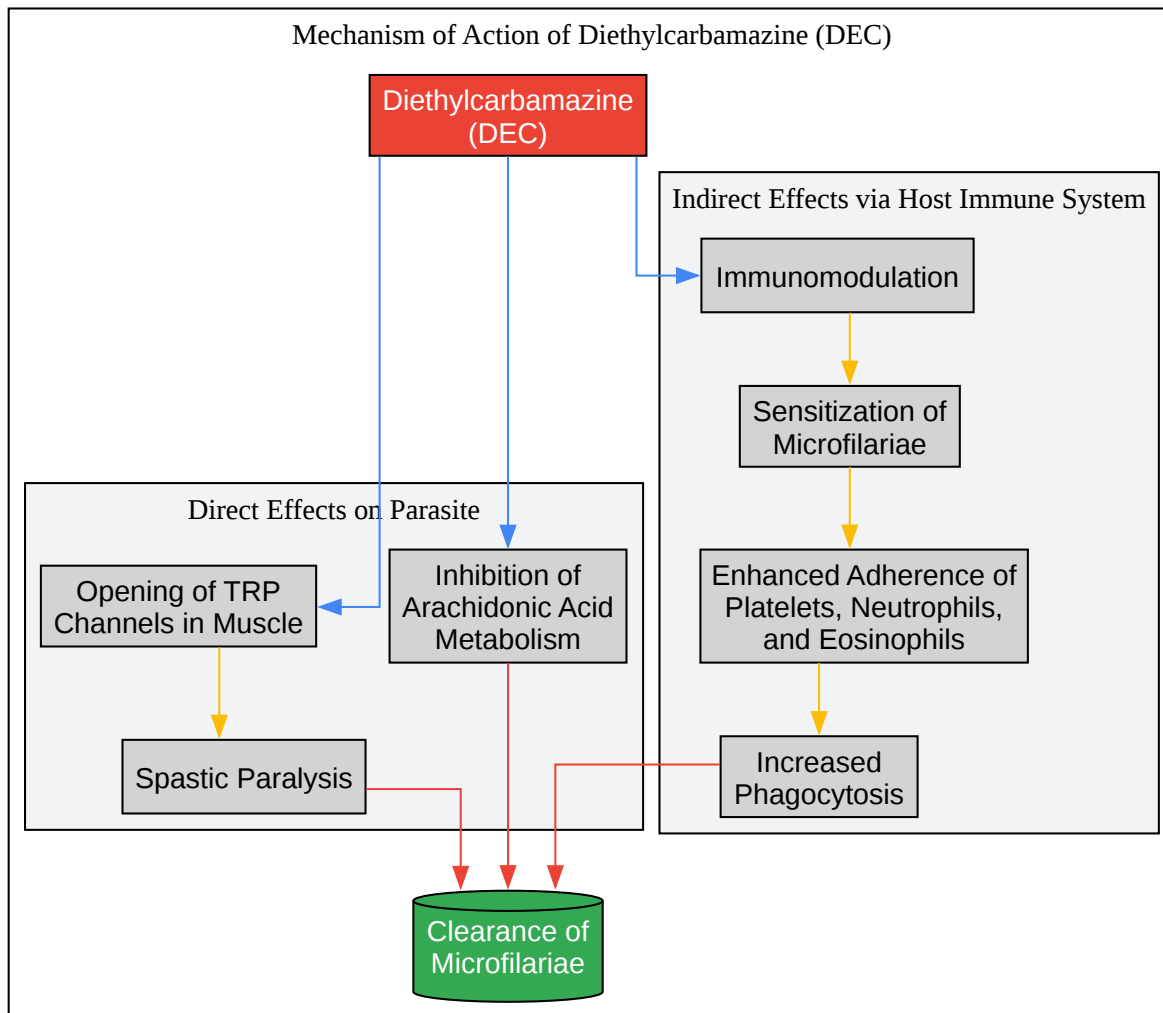 Mechanism of Action of Diethylcarbamazine (DEC)
Diethylcarbamazine
(DEC)
Indirect Effects via Host Immune System
Immunomodulation
Sensitization of
Microfilariae
Enhanced Adherence of
Platelets, Neutrophils,
and Eosinophils
Increased
Phagocytosis
Direct Effects on Parasite
Opening of TRP
Channels in Muscle
Inhibition of
Arachidonic Acid
Metabolism
Spastic Paralysis
Clearance of
Microfilariae